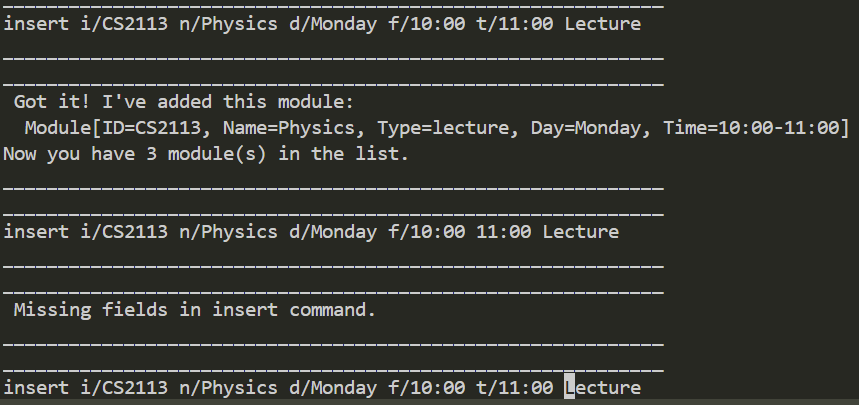 ____________________________________________________________
insert i/CS2113 n/Physics d/Monday f/10:00 t/11:00 Lecture
____________________________________________________________
____________________________________________________________
Got it! I've added this module:
Module[ID=CS2113, Name=Physics, Type=lecture, Day=Monday, Time=10:00-11:00]
Now you have 3 module(s) in the list.
____________________________________________________________
____________________________________________________________
insert i/CS2113 n/Physics d/Monday f/10:00 11:00 Lecture
____________________________________________________________
____________________________________________________________
Missing fields in insert command.
____________________________________________________________
____________________________________________________________
insert i/CS2113 n/Physics d/Monday f/10:00 t/11:00 Lecture